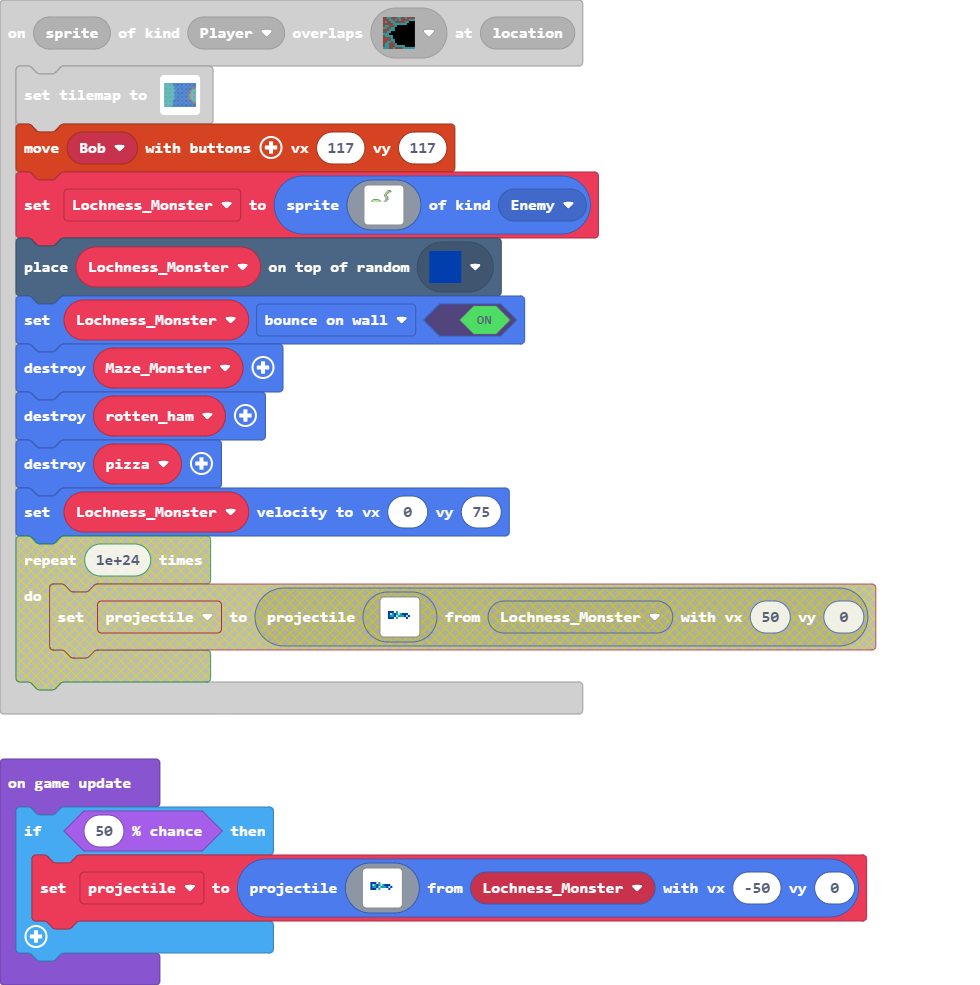 on sprite of kind Player overlaps at location
set tilemap to
move Bob with buttons vx 117 vy 117
set Lochness_Monster to sprite of kind Enemy
place Lochness_Monster on top of random
set Lochness_Monster bounce on wall ON
destroy Maze_Monster
destroy rotten_ham
destroy pizza
set Lochness_Monster velocity to vx 0 vy 75
repeat 1e+24 times
do set projectile to projectile from Lochness_Monster with vx 50 vy 0
on game update
if 50 % chance then
set projectile to projectile from Lochness_Monster with vx -50 vy 0